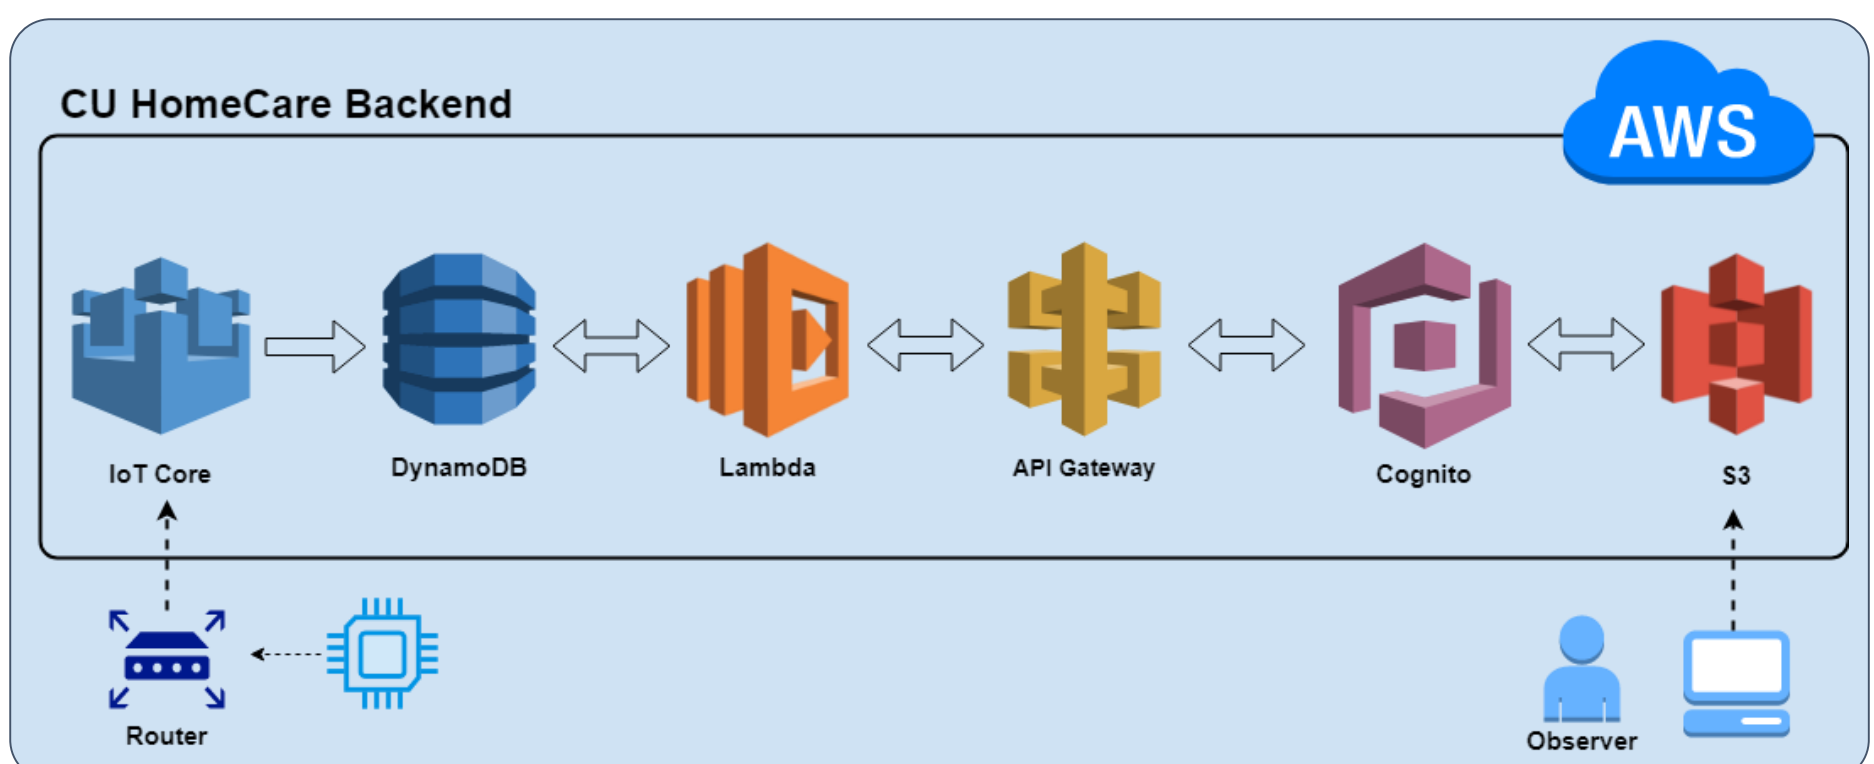 CU HomeCare Backend
AWS
IoT Core
DynamoDB
Lambda
API Gateway
Cognito
S3
Router
Observer